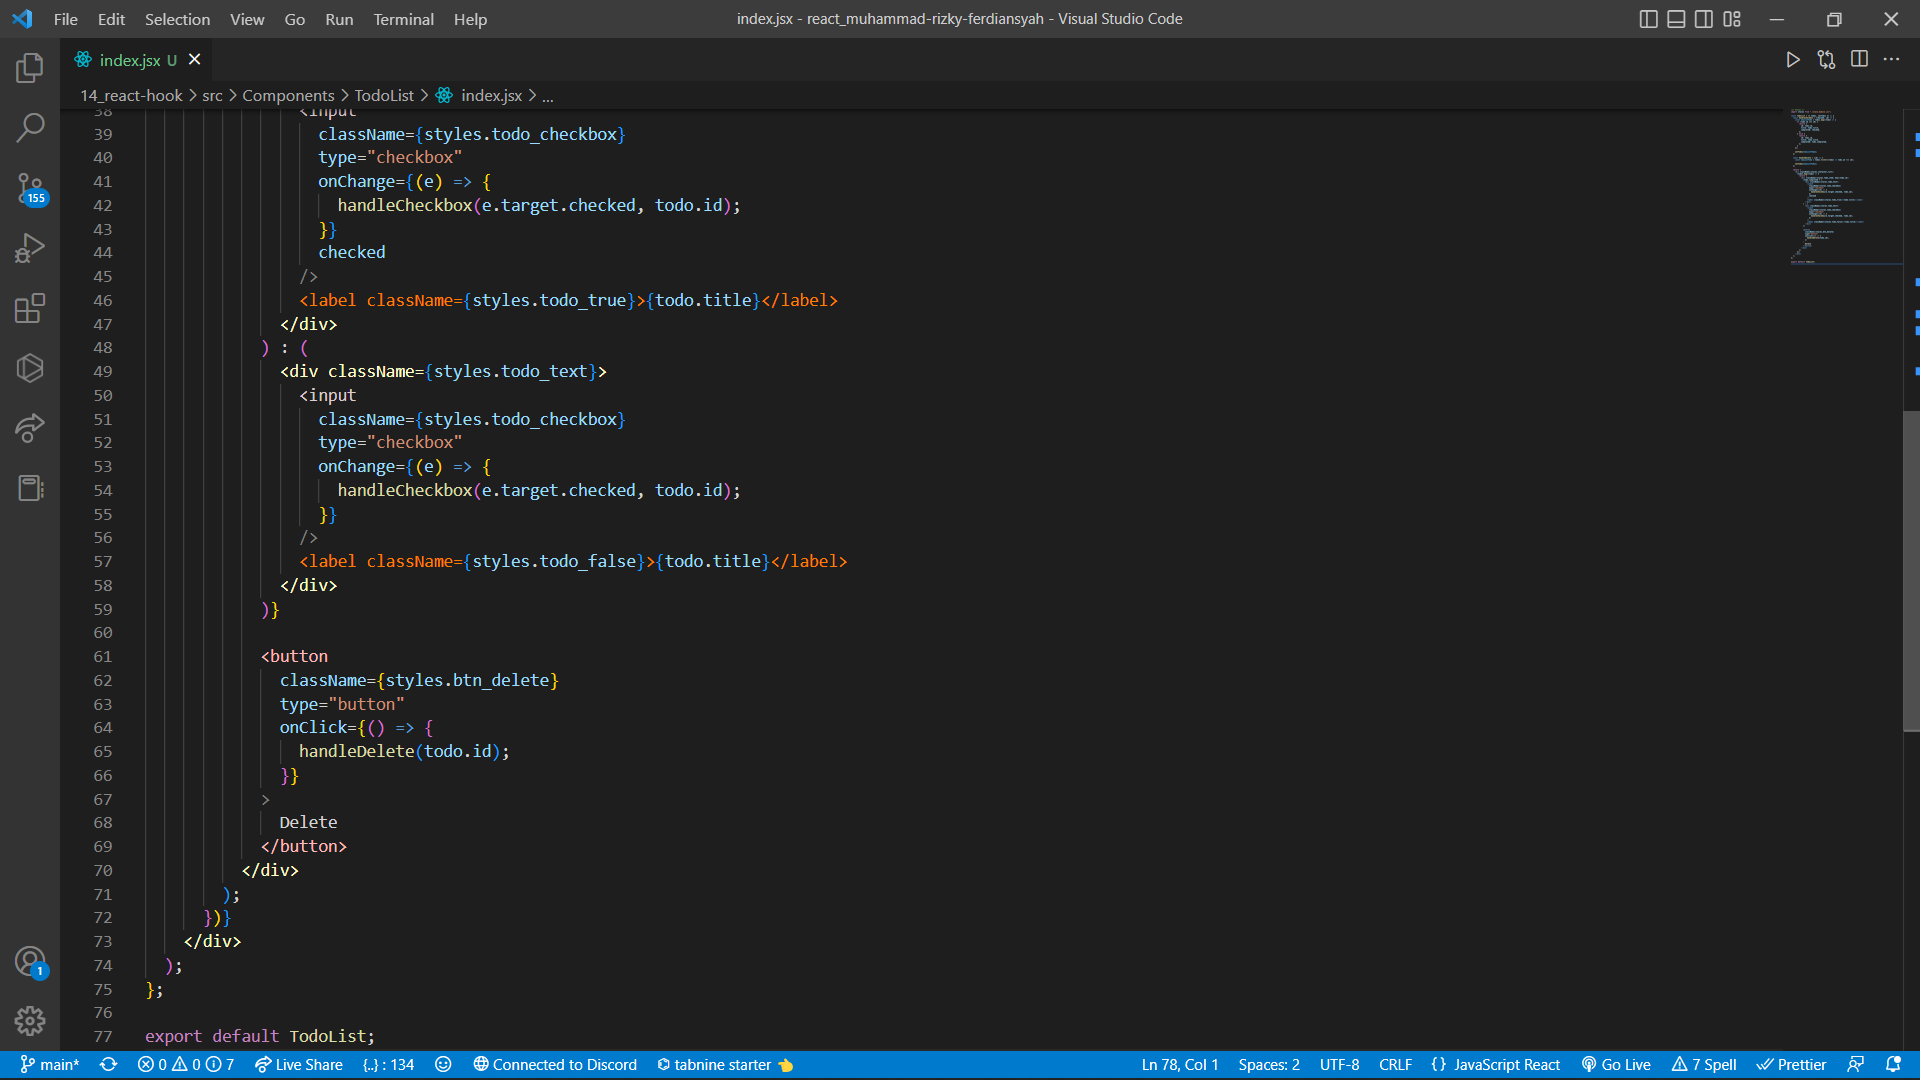 File Edit Selection View Go Run Terminal Help
index.jsx - react_muhammad-rizky-ferdiansyah - Visual Studio Code
index.jsx U
14_react-hook > src > Components > TodoList > index.jsx > ...
38 <input
39 className={styles.todo_checkbox}
40 type="checkbox"
41 onChange={(e) => {
42 handleCheckbox(e.target.checked, todo.id);
43 }}
44 checked
45 />
46 <label className={styles.todo_true}>{todo.title}</label>
47 </div>
48 ) : (
49 <div className={styles.todo_text}>
50 <input
51 className={styles.todo_checkbox}
52 type="checkbox"
53 onChange={(e) => {
54 handleCheckbox(e.target.checked, todo.id);
55 }}
56 />
57 <label className={styles.todo_false}>{todo.title}</label>
58 </div>
59 )}
60
61 <button
62 className={styles.btn_delete}
63 type="button"
64 onClick={() => {
65 handleDelete(todo.id);
66 }}
67 >
68 Delete
69 </button>
70 </div>
71 );
72 })}
73 </div>
74 );
75 };
76
77 export default TodoList;
155
1
main* 0 0 7 Live Share {..} : 134 Connected to Discord tabnine starter Ln 78, Col 1 Spaces: 2 UTF-8 CRLF {} JavaScript React Go Live 7 Spell Prettier